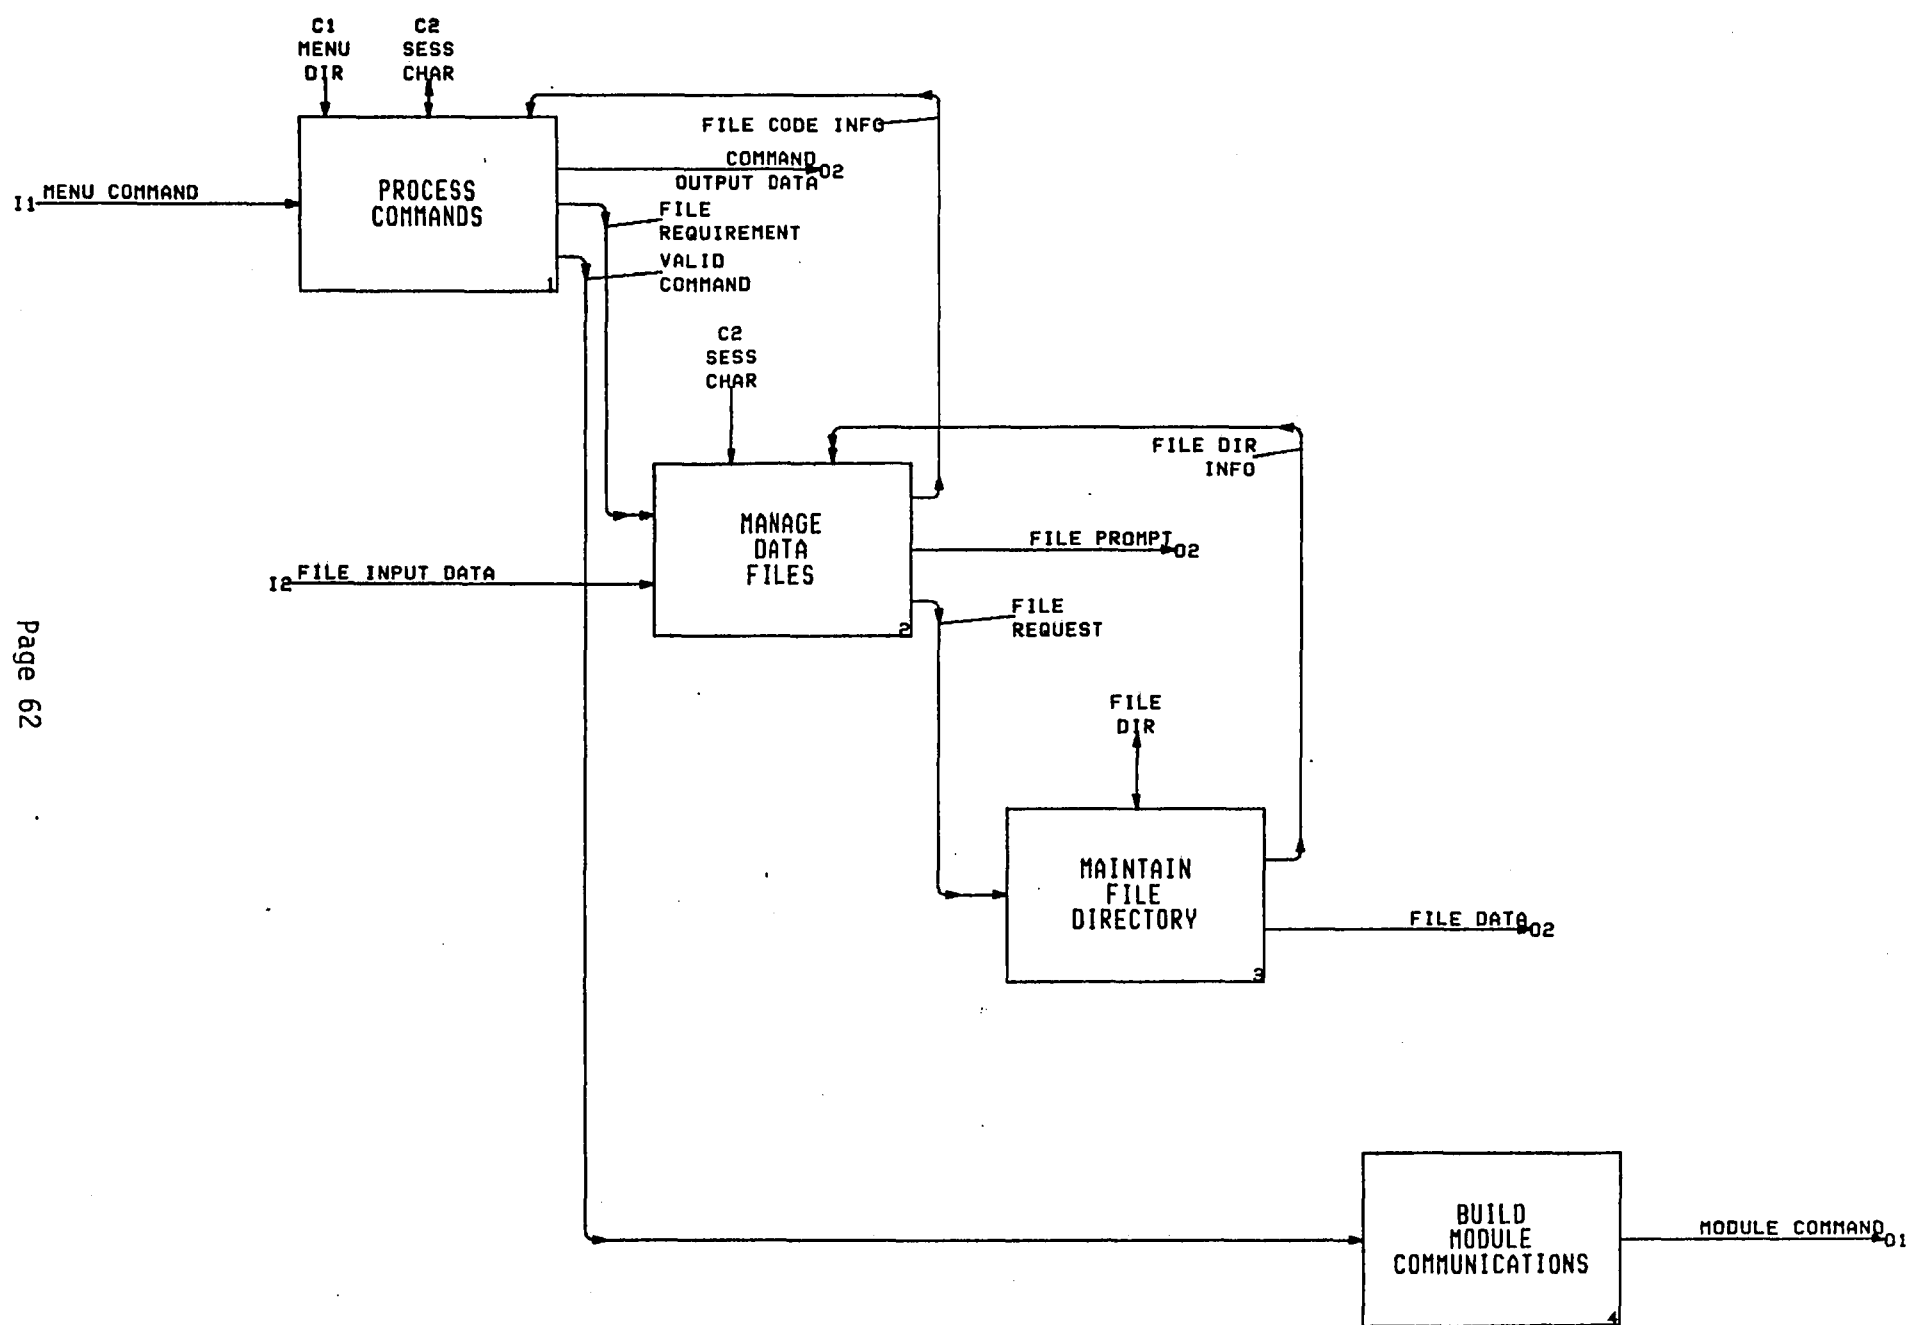 C1
MENU
DIR
C2
SESS
CHAR
FILE CODE INFO
COMMAND
OUTPUT DATA
O2
I1
MENU COMMAND
PROCESS
COMMANDS
1
FILE
REQUIREMENT
VALID
COMMAND
C2
SESS
CHAR
FILE DIR
INFO
MANAGE
DATA
FILES
2
FILE PROMPT
O2
I2
FILE INPUT DATA
FILE
REQUEST
Page 62
FILE
DIR
MAINTAIN
FILE
DIRECTORY
3
FILE DATA
O2
BUILD
MODULE
COMMUNICATIONS
4
MODULE COMMAND
O1